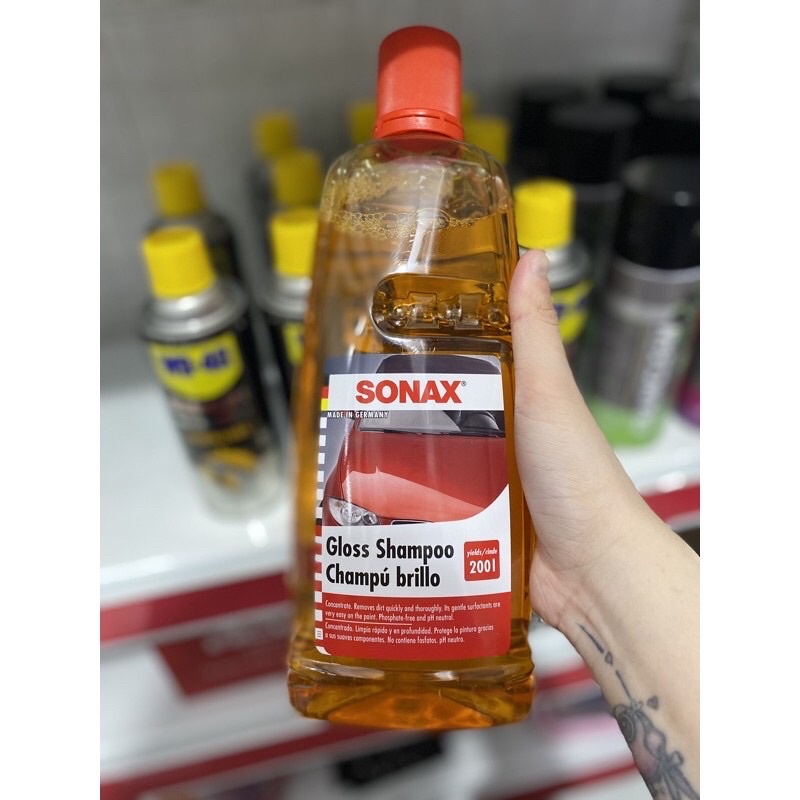 SONAX®
MADE IN GERMANY
Gloss Shampoo
Champú brillo
yields/rinde
200 l
Concentrate. Removes dirt quickly and thoroughly. Its gentle surfactants are
very easy on the paint. Phosphate-free and pH neutral.
Concentrado. Limpia rápido y en profundidad. Protege la pintura gracias
a sus suaves componentes. No contiene fosfatos. pH neutro.
WD-40